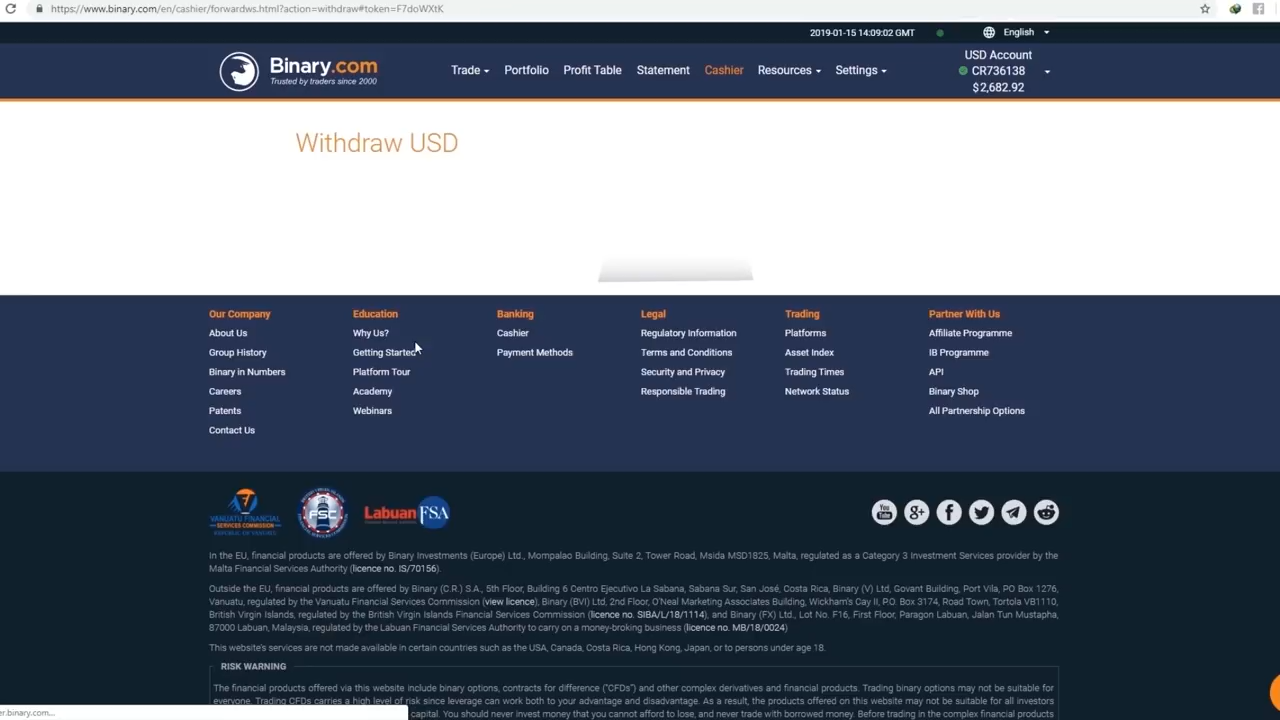 https://www.binary.com/en/cashier/forwardws.html?action=withdraw#token=F7doWXtK
2019-01-15 14:09:02 GMT
English
Binary.com
Trusted by traders since 2000
Trade
Portfolio
Profit Table
Statement
Cashier
Resources
Settings
USD Account
CR736138
$2,682.92
Withdraw USD
Our Company
About Us
Group History
Binary in Numbers
Careers
Patents
Contact Us
Education
Why Us?
Getting Started
Platform Tour
Academy
Webinars
Banking
Cashier
Payment Methods
Legal
Regulatory Information
Terms and Conditions
Security and Privacy
Responsible Trading
Trading
Platforms
Asset Index
Trading Times
Network Status
Partner With Us
Affiliate Programme
IB Programme
API
Binary Shop
All Partnership Options
VANUATU FINANCIAL
SERVICES COMMISSION
FSC
Labuan FSA
You
Tube
g+
In the EU, financial products are offered by Binary Investments (Europe) Ltd., Mompalao Building, Suite 2, Tower Road, Msida MSD1825, Malta, regulated as a Category 3 Investment Services provider by the
Malta Financial Services Authority (licence no. IS/70156).
Outside the EU, financial products are offered by Binary (C.R.) S.A., 5th Floor, Building 6 Centro Ejecutivo La Sabana, Sabana Sur, San José, Costa Rica, Binary (V) Ltd, Govant Building, Port Vila, PO Box 1276,
Vanuatu, regulated by the Vanuatu Financial Services Commission (view licence), Binary (BVI) Ltd, 2nd Floor, O'Neal Marketing Associates Building, Wickham's Cay II, P.O. Box 3174, Road Town, Tortola VB1110,
British Virgin Islands, regulated by the British Virgin Islands Financial Services Commission (licence no. SIBA/L/18/1114), and Binary (FX) Ltd., Lot No. F16, First Floor, Paragon Labuan, Jalan Tun Mustapha,
87000 Labuan, Malaysia, regulated by the Labuan Financial Services Authority to carry on a money-broking business (licence no. MB/18/0024)
This website's services are not made available in certain countries such as the USA, Canada, Costa Rica, Hong Kong, Japan, or to persons under age 18.
RISK WARNING
The financial products offered via this website include binary options, contracts for difference ("CFDs") and other complex derivatives and financial products. Trading binary options may not be suitable for
everyone. Trading CFDs carries a high level of risk since leverage can work both to your advantage and disadvantage. As a result, the products offered on this website may not be suitable for all investors
capital. You should never invest money that you cannot afford to lose, and never trade with borrowed money. Before trading in the complex financial products
er.binary.com...